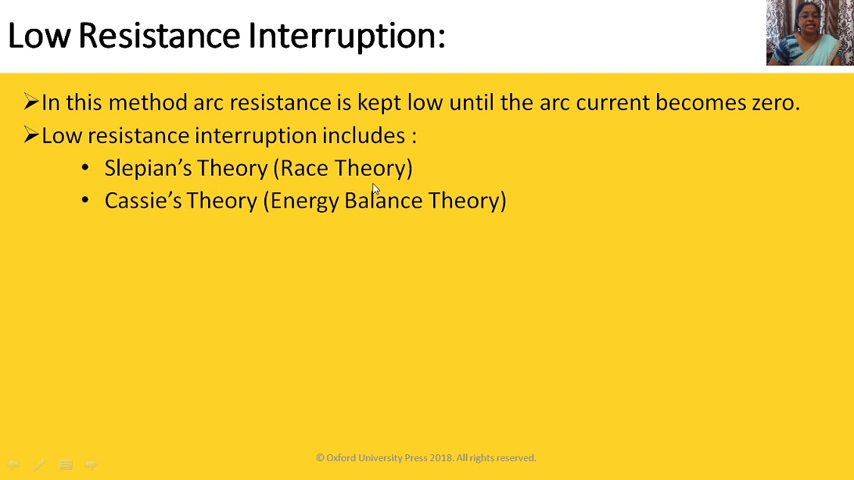 Low Resistance Interruption:
➢In this method arc resistance is kept low until the arc current becomes zero.
➢Low resistance interruption includes :
• Slepian’s Theory (Race Theory)
• Cassie’s Theory (Energy Balance Theory)
© Oxford University Press 2018. All rights reserved.